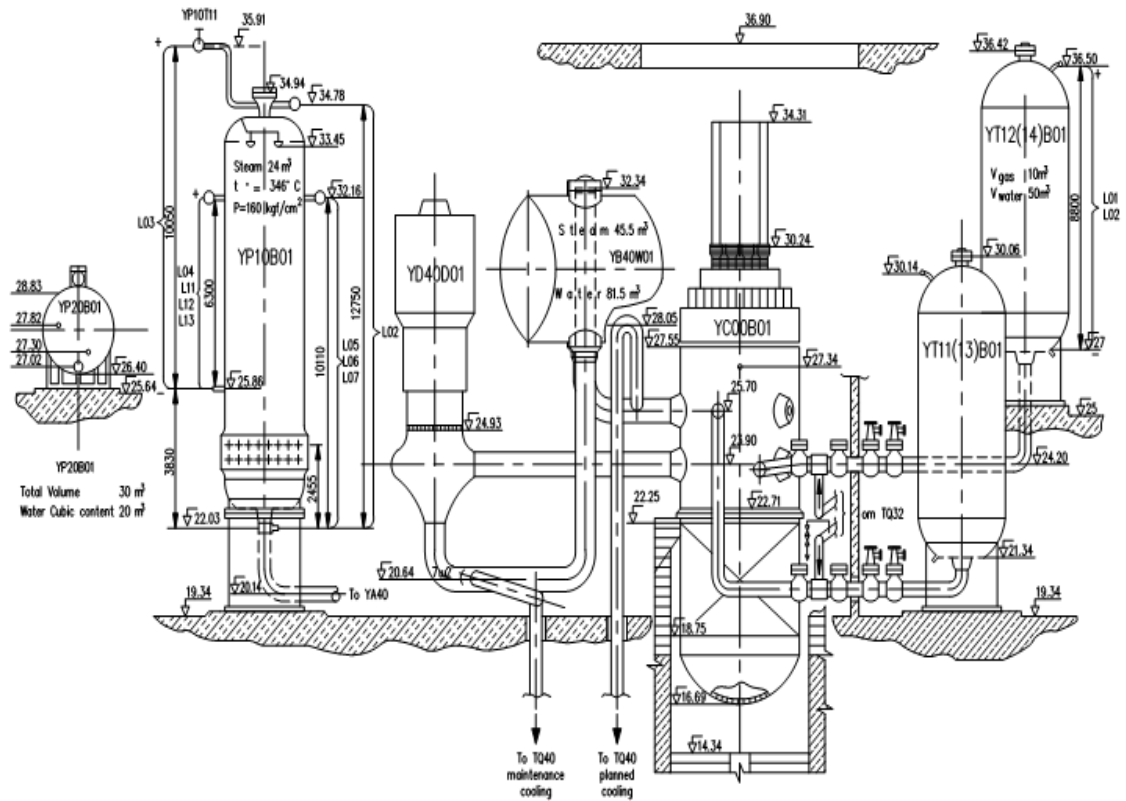 YP10T11
35.91
+
34.94
34.78
33.45
Steam 24 m³
t° = 346° C
P=160 kgf/cm²
+
32.16
L03
10050
YP10B01
L04
L11
L12
L13
6300
12750
L02
10110
L05
L06
L07
28.83
27.82
27.30
27.02
YP20B01
26.40
25.64
25.86
3830
2455
YP20B01
Total Volume 30 m³
Water Cubic content 20 m³
22.03
20.14
To YA40
19.34
YD40D01
24.93
20.64
36.90
34.31
32.34
Steam 45.5 m³
YB40W01
Water 81.5 m³
30.24
28.05
27.55
YC00B01
27.34
25.70
23.90
22.25
22.71
18.75
16.69
14.34
To TQ40
maintenance
cooling
To TQ40
planned
cooling
om TQ32
36.42
36.50
+
YT12(14)B01
V gas 10m³
V water 50m³
8800
L01
L02
30.06
30.14
YT11(13)B01
27
25
24.20
21.34
19.34